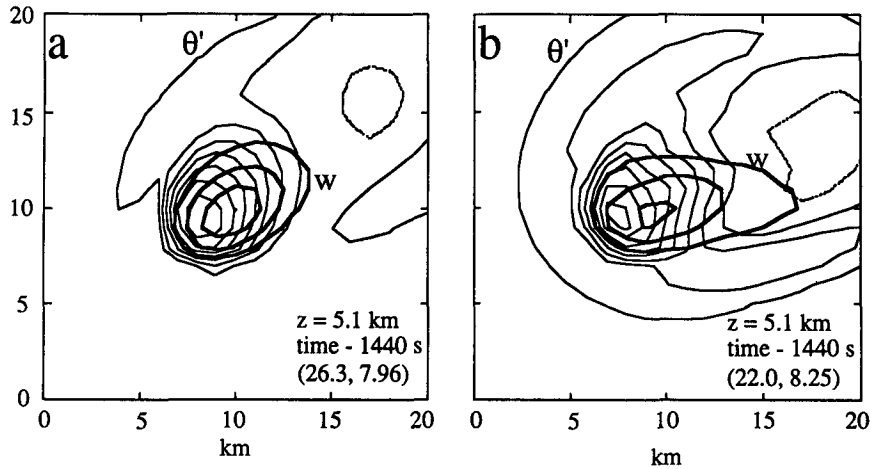 20
a
θ'
15
w
10
5
z = 5.1 km
time - 1440 s
(26.3, 7.96)
0
0 5 10 15 20
km
b
θ'
w
z = 5.1 km
time - 1440 s
(22.0, 8.25)
0 5 10 15 20
km